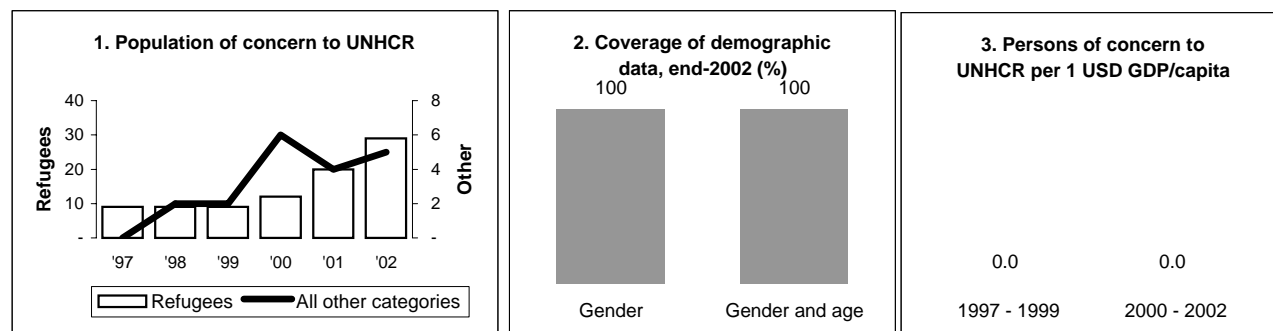 1. Population of concern to UNHCR
40
30
20
10
-
Refugees
8
6
4
2
-
Other
'97 '98 '99 '00 '01 '02
Refugees All other categories
2. Coverage of demographic
data, end-2002 (%)
100 100
Gender Gender and age
3. Persons of concern to
UNHCR per 1 USD GDP/capita
0.0 0.0
1997 - 1999 2000 - 2002